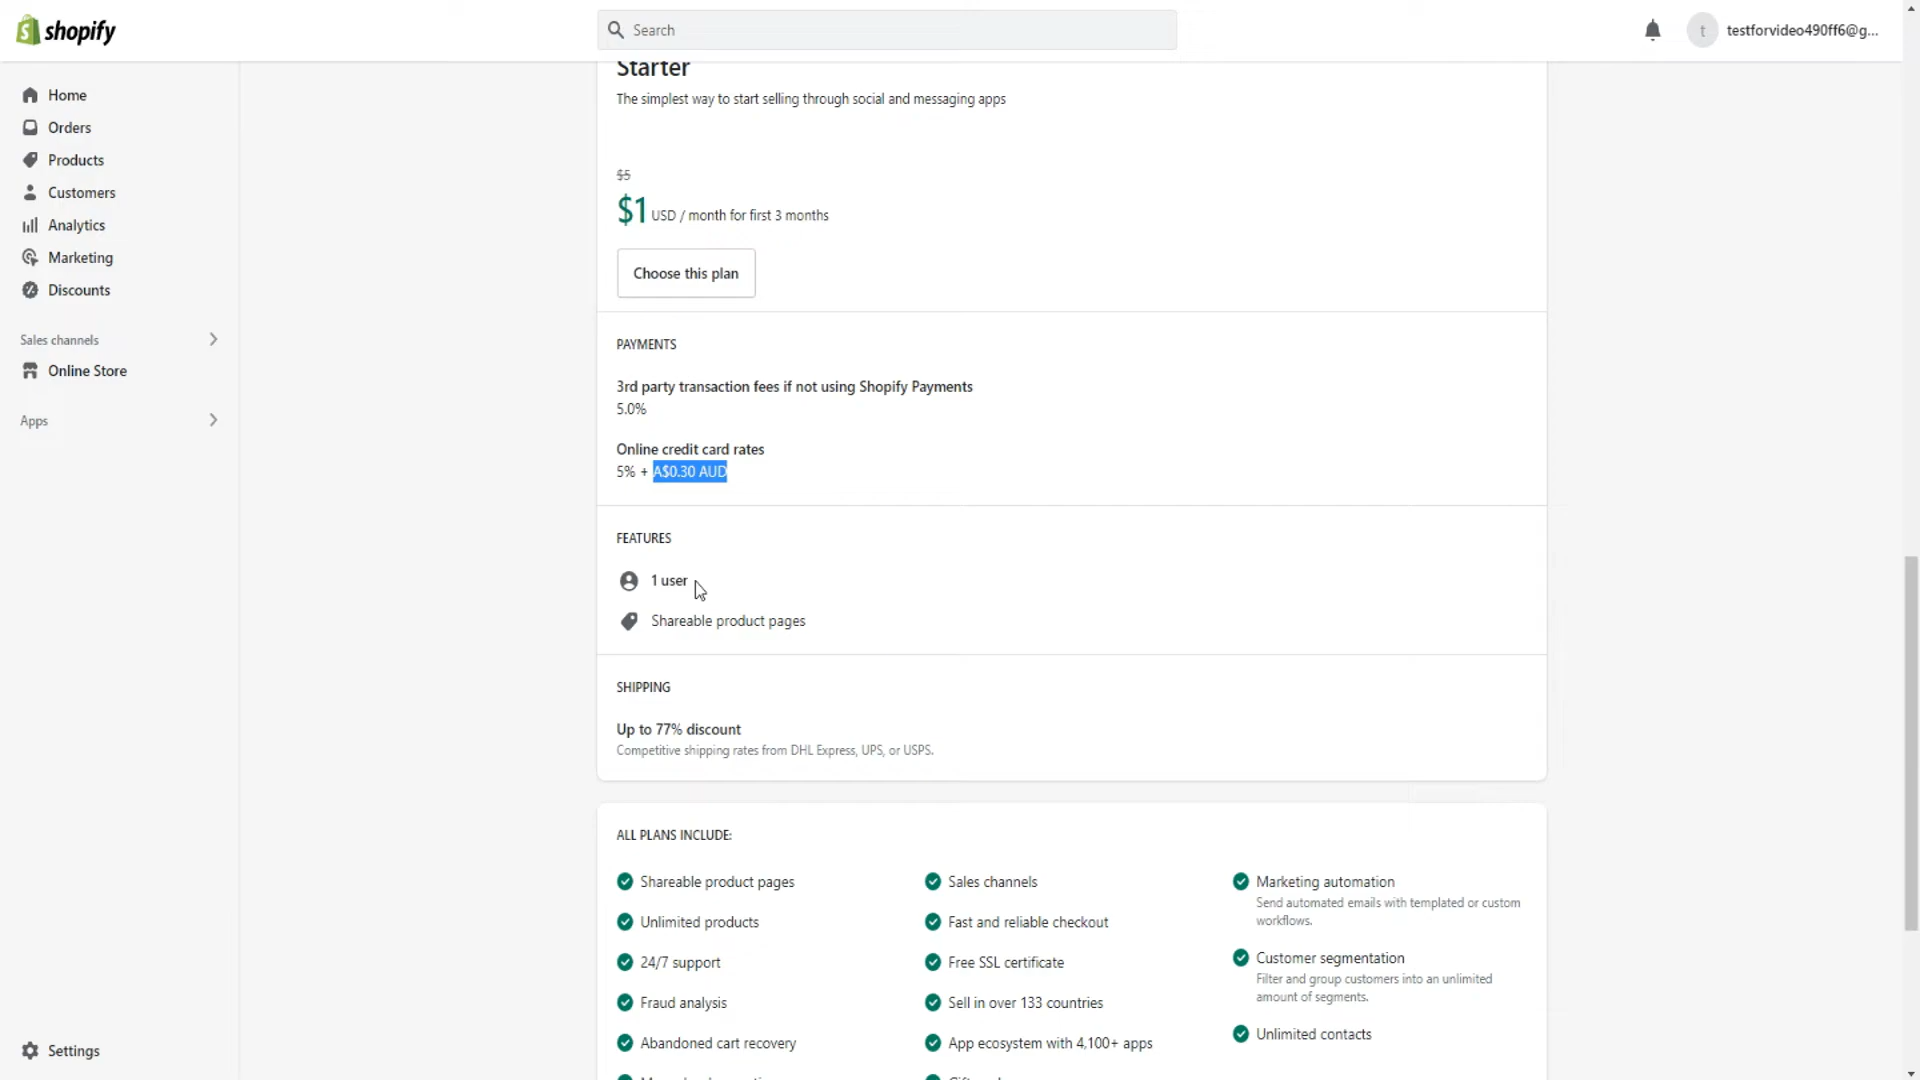 shopify
Search
t
testforvideo490ff6@g...
Home
Orders
Products
Customers
Analytics
Marketing
Discounts
Sales channels
Online Store
Apps
Settings
Starter
The simplest way to start selling through social and messaging apps
$5
$1 USD / month for first 3 months
Choose this plan
PAYMENTS
3rd party transaction fees if not using Shopify Payments
5.0%
Online credit card rates
5% + A$0.30 AUD
FEATURES
1 user
Shareable product pages
SHIPPING
Up to 77% discount
Competitive shipping rates from DHL Express, UPS, or USPS.
ALL PLANS INCLUDE:
Shareable product pages
Unlimited products
24/7 support
Fraud analysis
Abandoned cart recovery
Sales channels
Fast and reliable checkout
Free SSL certificate
Sell in over 133 countries
App ecosystem with 4,100+ apps
Marketing automation
Send automated emails with templated or custom
workflows.
Customer segmentation
Filter and group customers into an unlimited
amount of segments.
Unlimited contacts